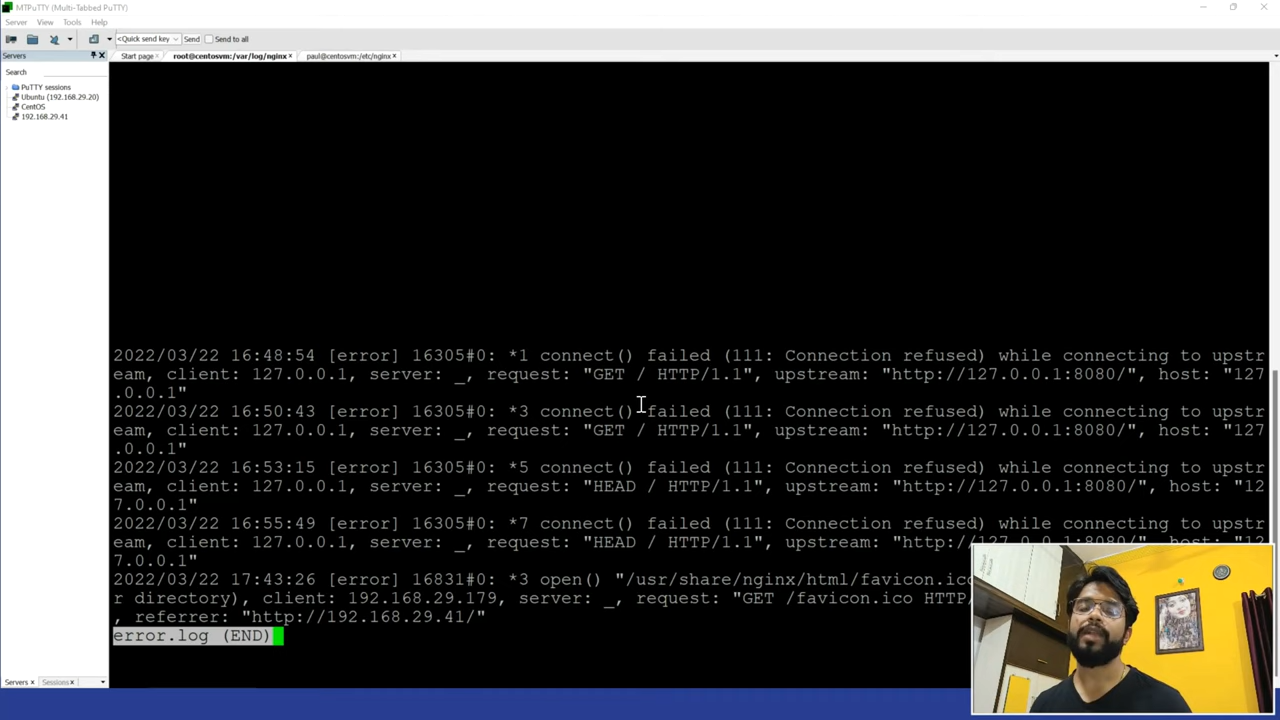 MTPuTTY (Multi-Tabbed PuTTY)
Server View Tools Help
<Quick send key Send Send to all
Servers
Start page root@centosvm:/var/log/nginx paul@centosvm:/etc/nginx
Search
PuTTY sessions
Ubuntu (192.168.29.20)
CentOS
192.168.29.41
2022/03/22 16:48:54 [error] 16305#0: *1 connect() failed (111: Connection refused) while connecting to upstr
eam, client: 127.0.0.1, server: _, request: "GET / HTTP/1.1", upstream: "http://127.0.0.1:8080/", host: "127
.0.0.1"
2022/03/22 16:50:43 [error] 16305#0: *3 connect() failed (111: Connection refused) while connecting to upstr
eam, client: 127.0.0.1, server: _, request: "GET / HTTP/1.1", upstream: "http://127.0.0.1:8080/", host: "127
.0.0.1"
2022/03/22 16:53:15 [error] 16305#0: *5 connect() failed (111: Connection refused) while connecting to upstr
eam, client: 127.0.0.1, server: _, request: "HEAD / HTTP/1.1", upstream: "http://127.0.0.1:8080/", host: "12
7.0.0.1"
2022/03/22 16:55:49 [error] 16305#0: *7 connect() failed (111: Connection refused) while connecting to upstr
eam, client: 127.0.0.1, server: _, request: "HEAD / HTTP/1.1", upstream: "http://127.0.0.1:8080/", host: "12
7.0.0.1"
2022/03/22 17:43:26 [error] 16831#0: *3 open() "/usr/share/nginx/html/favicon.ico
r directory), client: 192.168.29.179, server: _, request: "GET /favicon.ico HTTP/
, referrer: "http://192.168.29.41/"
error.log (END)
Servers Sessions